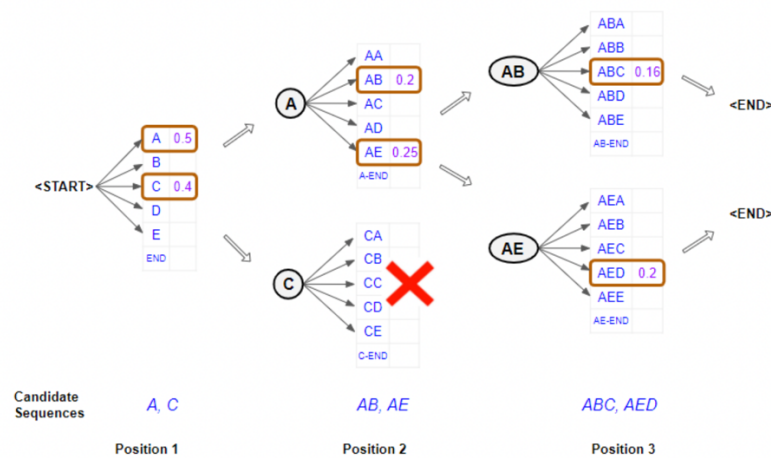 <START>
A 0.5
B
C 0.4
D
E
END
A
AA
AB 0.2
AC
AD
AE 0.25
A-END
C
CA
CB
CC
CD
CE
C-END
AB
ABA
ABB
ABC 0.16
ABD
ABE
AB-END
<END>
AE
AEA
AEB
AEC
AED 0.2
AEE
AE-END
<END>
Candidate
Sequences
A, C
AB, AE
ABC, AED
Position 1
Position 2
Position 3